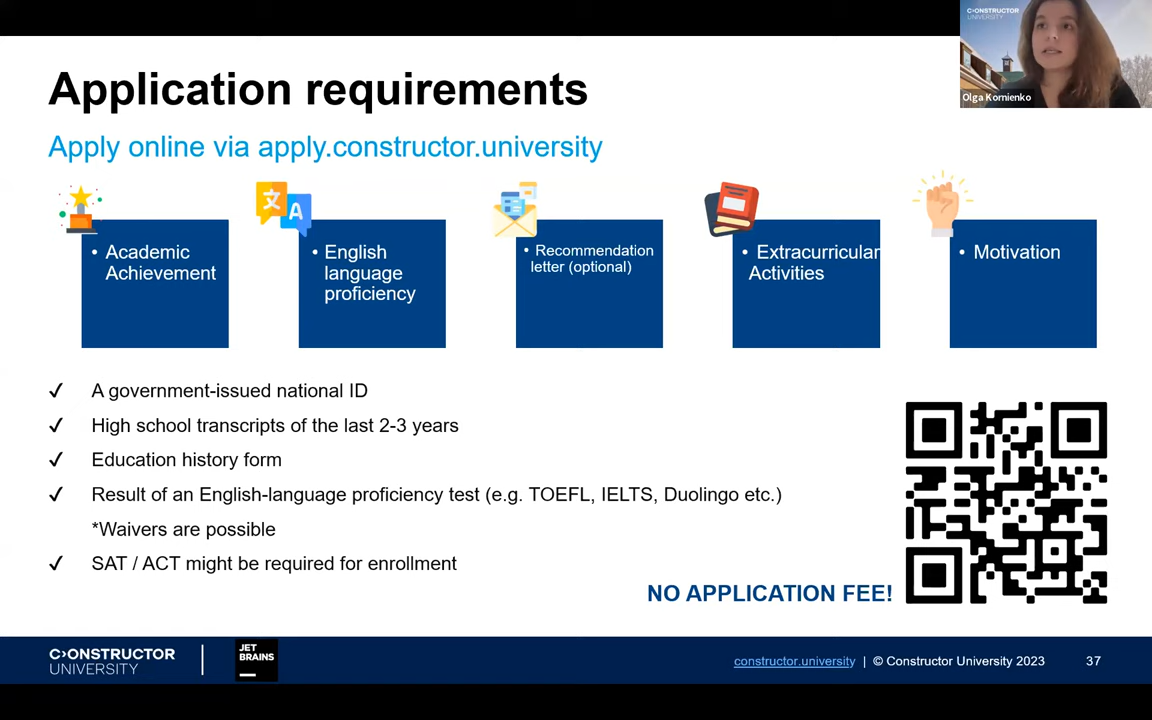 Application requirements
Apply online via apply.constructor.university
C>ONSTRUCTOR
UNIVERSITY
Olga Kornienko
文
A
• Academic
Achievement
• English
language
proficiency
• Recommendation
letter (optional)
• Extracurricular
Activities
• Motivation
✓ A government-issued national ID
✓ High school transcripts of the last 2-3 years
✓ Education history form
✓ Result of an English-language proficiency test (e.g. TOEFL, IELTS, Duolingo etc.)
*Waivers are possible
✓ SAT / ACT might be required for enrollment
NO APPLICATION FEE!
C>ONSTRUCTOR
UNIVERSITY
JET
BRAINS
constructor.university | © Constructor University 2023 37